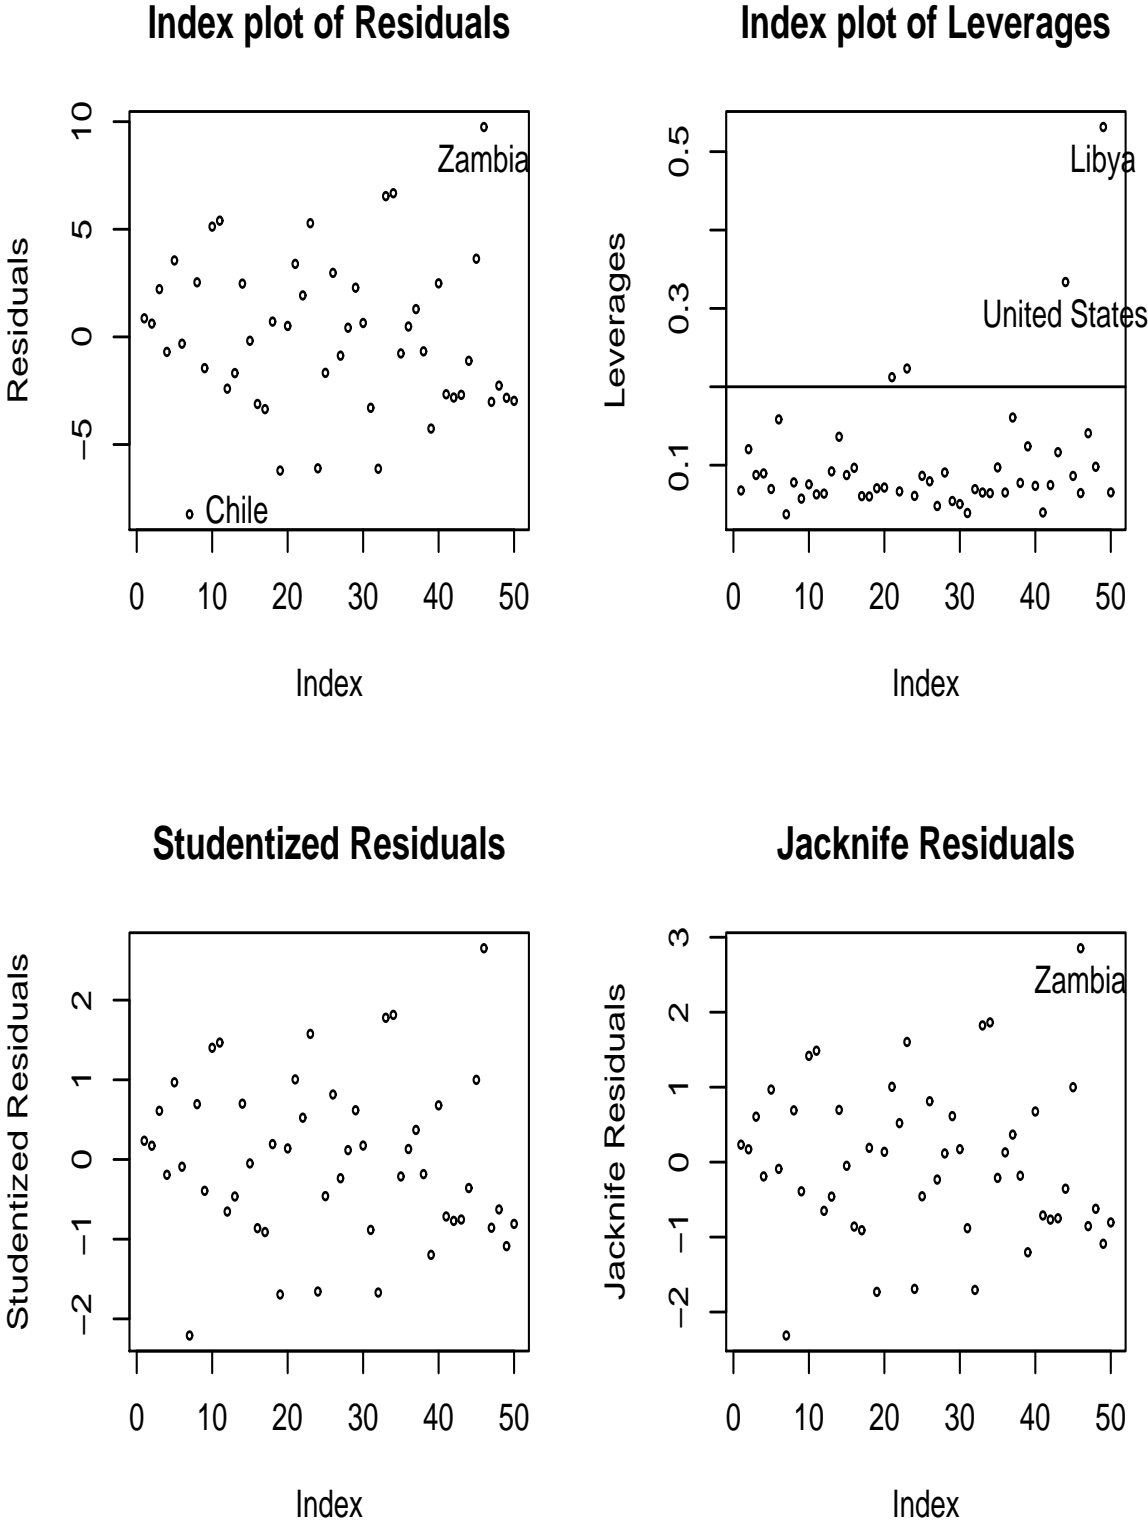 Index plot of Residuals
Residuals
10
5
0
−5
Zambia
Chile
0 10 20 30 40 50
Index
Index plot of Leverages
Leverages
0.5
0.3
0.1
Libya
United States
0 10 20 30 40 50
Index
Studentized Residuals
Studentized Residuals
2
1
0
−1
−2
0 10 20 30 40 50
Index
Jacknife Residuals
Jacknife Residuals
3
2
1
0
−1
−2
Zambia
0 10 20 30 40 50
Index